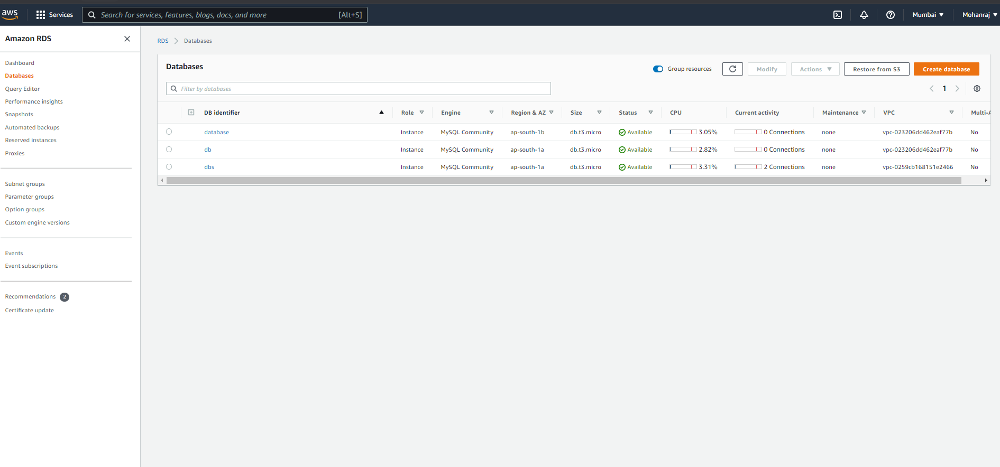 aws Services Search for services, features, blogs, docs, and more [Alt+S] Mumbai Mohanraj
Amazon RDS
Dashboard
Databases
Query Editor
Performance insights
Snapshots
Automated backups
Reserved instances
Proxies
Subnet groups
Parameter groups
Option groups
Custom engine versions
Events
Event subscriptions
Recommendations 2
Certificate update
RDS Databases
Databases
Group resources Modify Actions Restore from S3 Create database
Filter by databases
1
DB identifier Role Engine Region & AZ Size Status CPU Current activity Maintenance VPC Multi-A
database Instance MySQL Community ap-south-1b db.t3.micro Available 3.05% 0 Connections none vpc-023206dd462eaf77b No
db Instance MySQL Community ap-south-1a db.t3.micro Available 2.82% 0 Connections none vpc-023206dd462eaf77b No
dbs Instance MySQL Community ap-south-1a db.t3.micro Available 3.31% 2 Connections none vpc-0259cb168151e2466 No